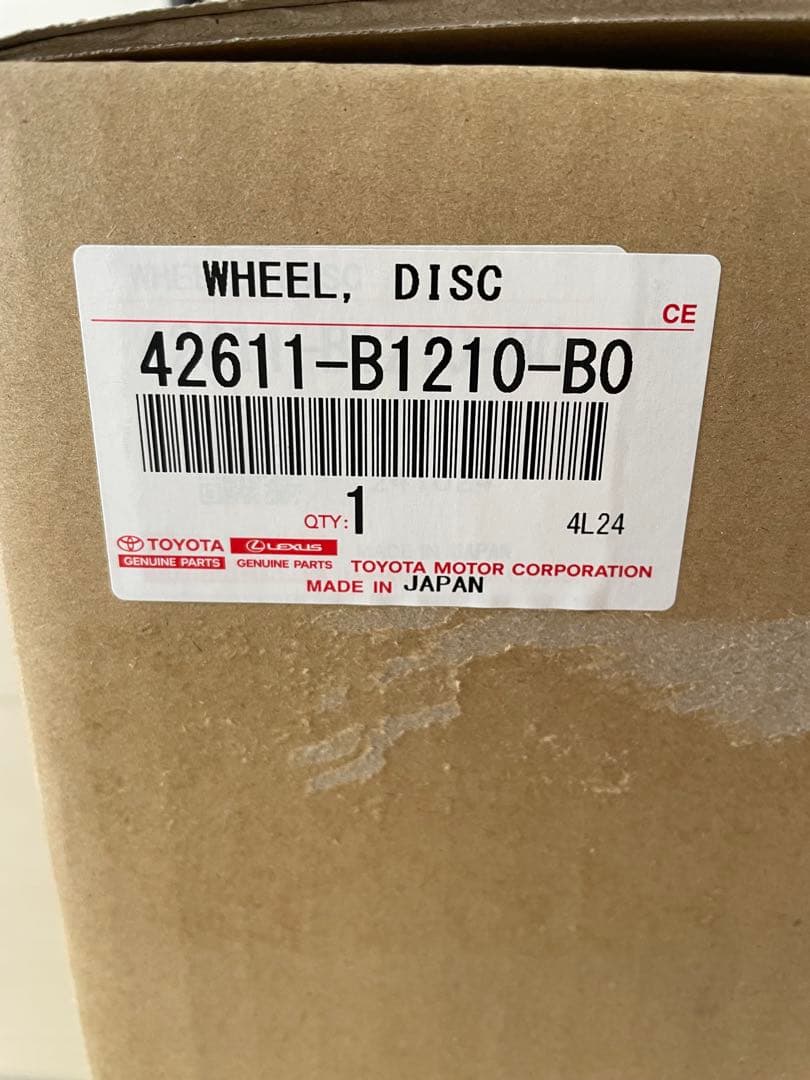 WHEEL, DISC
CE
42611-B1210-B0
QTY: 1
4L24
TOYOTA LEXUS
GENUINE PARTS GENUINE PARTS TOYOTA MOTOR CORPORATION
MADE IN JAPAN